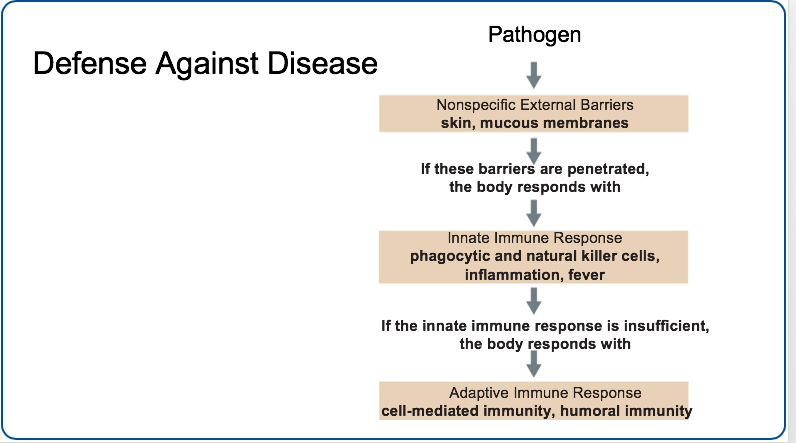 Defense Against Disease
Pathogen
Nonspecific External Barriers
skin, mucous membranes
If these barriers are penetrated,
the body responds with
Innate Immune Response
phagocytic and natural killer cells,
inflammation, fever
If the innate immune response is insufficient,
the body responds with
Adaptive Immune Response
cell-mediated immunity, humoral immunity